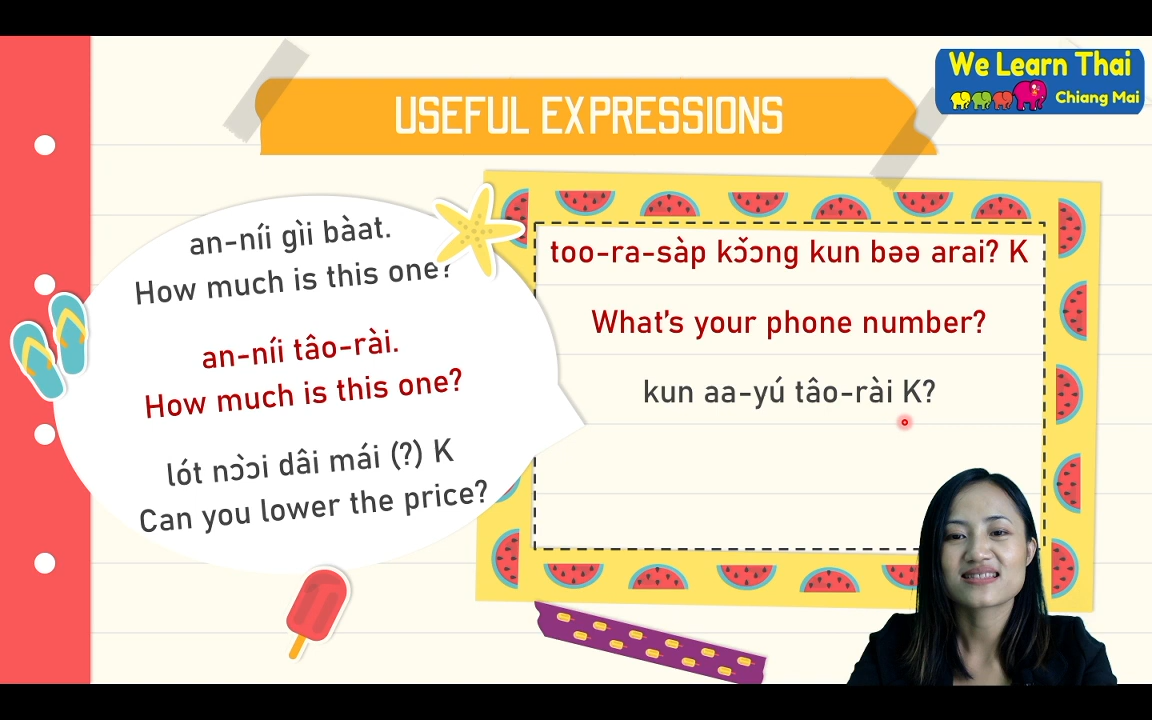 We Learn Thai
Chiang Mai
USEFUL EXPRESSIONS
an-níi gìi bàat.
How much is this one?
an-níi tâo-rài.
How much is this one?
lót nɔ̀ɔi dâi mái (?) K
Can you lower the price?
too-ra-sàp kɔ̌ɔng kun bəə arai? K
What's your phone number?
kun aa-yú tâo-rài K?